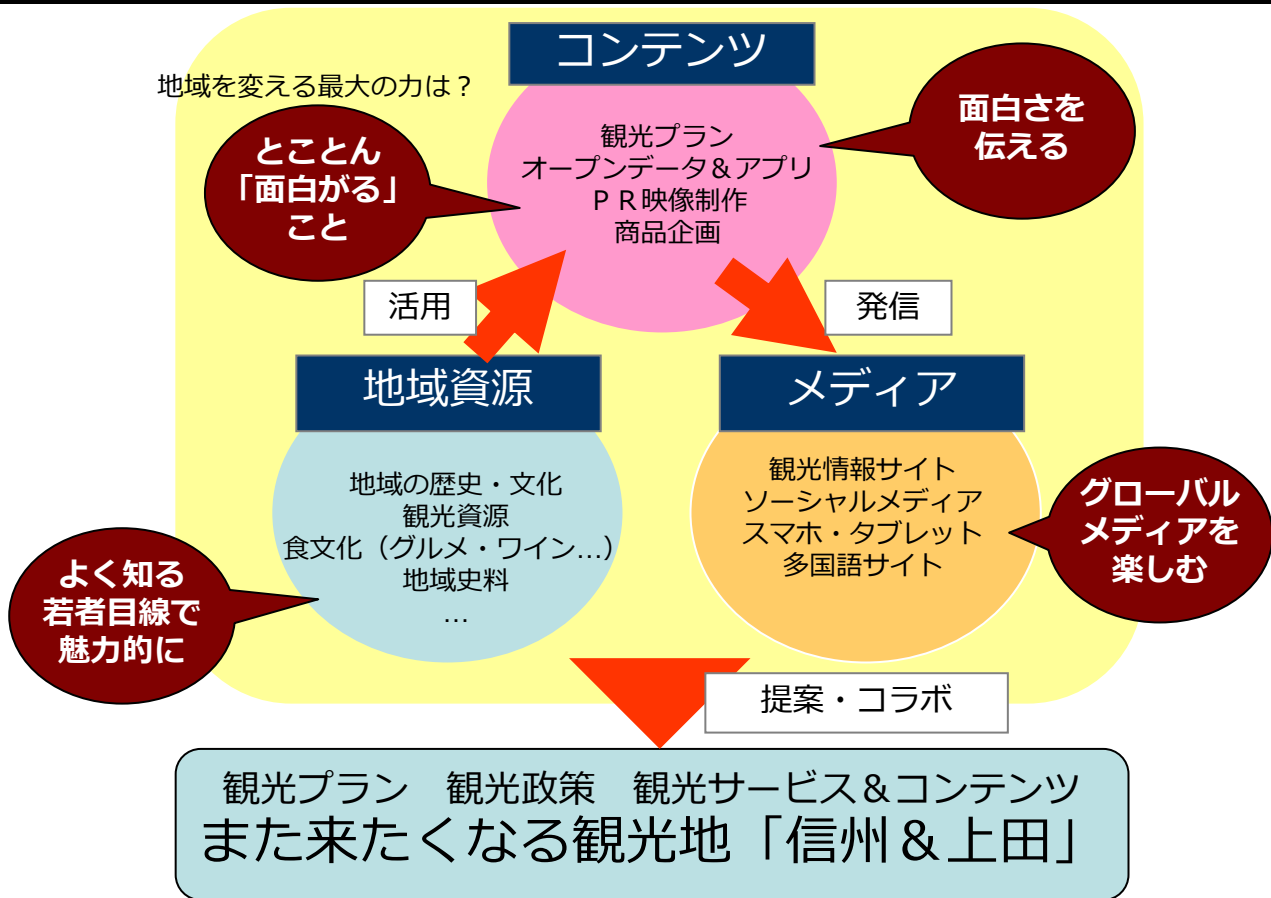 コンテンツ
地域を変える最大の力は？
とことん
「面白がる」
こと
観光プラン
オープンデータ＆アプリ
ＰＲ映像制作
商品企画
面白さを
伝える
活用
発信
地域資源
地域の歴史・文化
観光資源
食文化（グルメ・ワイン…）
地域史料
…
よく知る
若者目線で
魅力的に
メディア
観光情報サイト
ソーシャルメディア
スマホ・タブレット
多国語サイト
グローバル
メディアを
楽しむ
提案・コラボ
観光プラン　観光政策　観光サービス＆コンテンツ
また来たくなる観光地「信州＆上田」